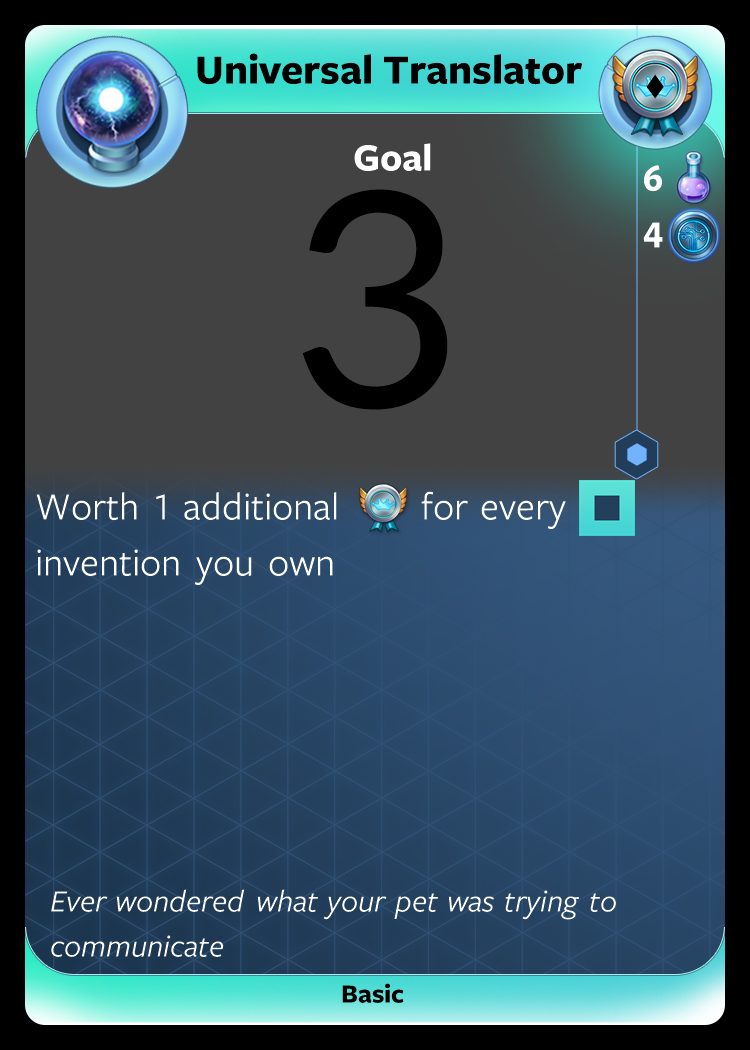 Universal Translator
Goal
6
3
4
Worth 1 additional for every
invention you own
Ever wondered what your pet was trying to
communicate
Basic